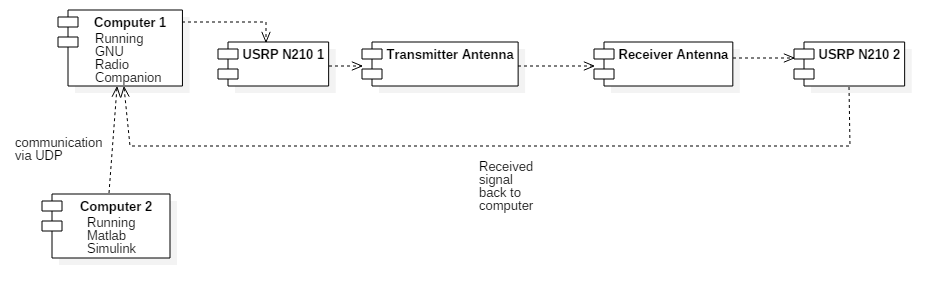 Computer 1
Running
GNU
Radio
Companion
USRP N210 1
Transmitter Antenna
Receiver Antenna
USRP N210 2
communication
via UDP
Received
signal
back to
computer
Computer 2
Running
Matlab
Simulink